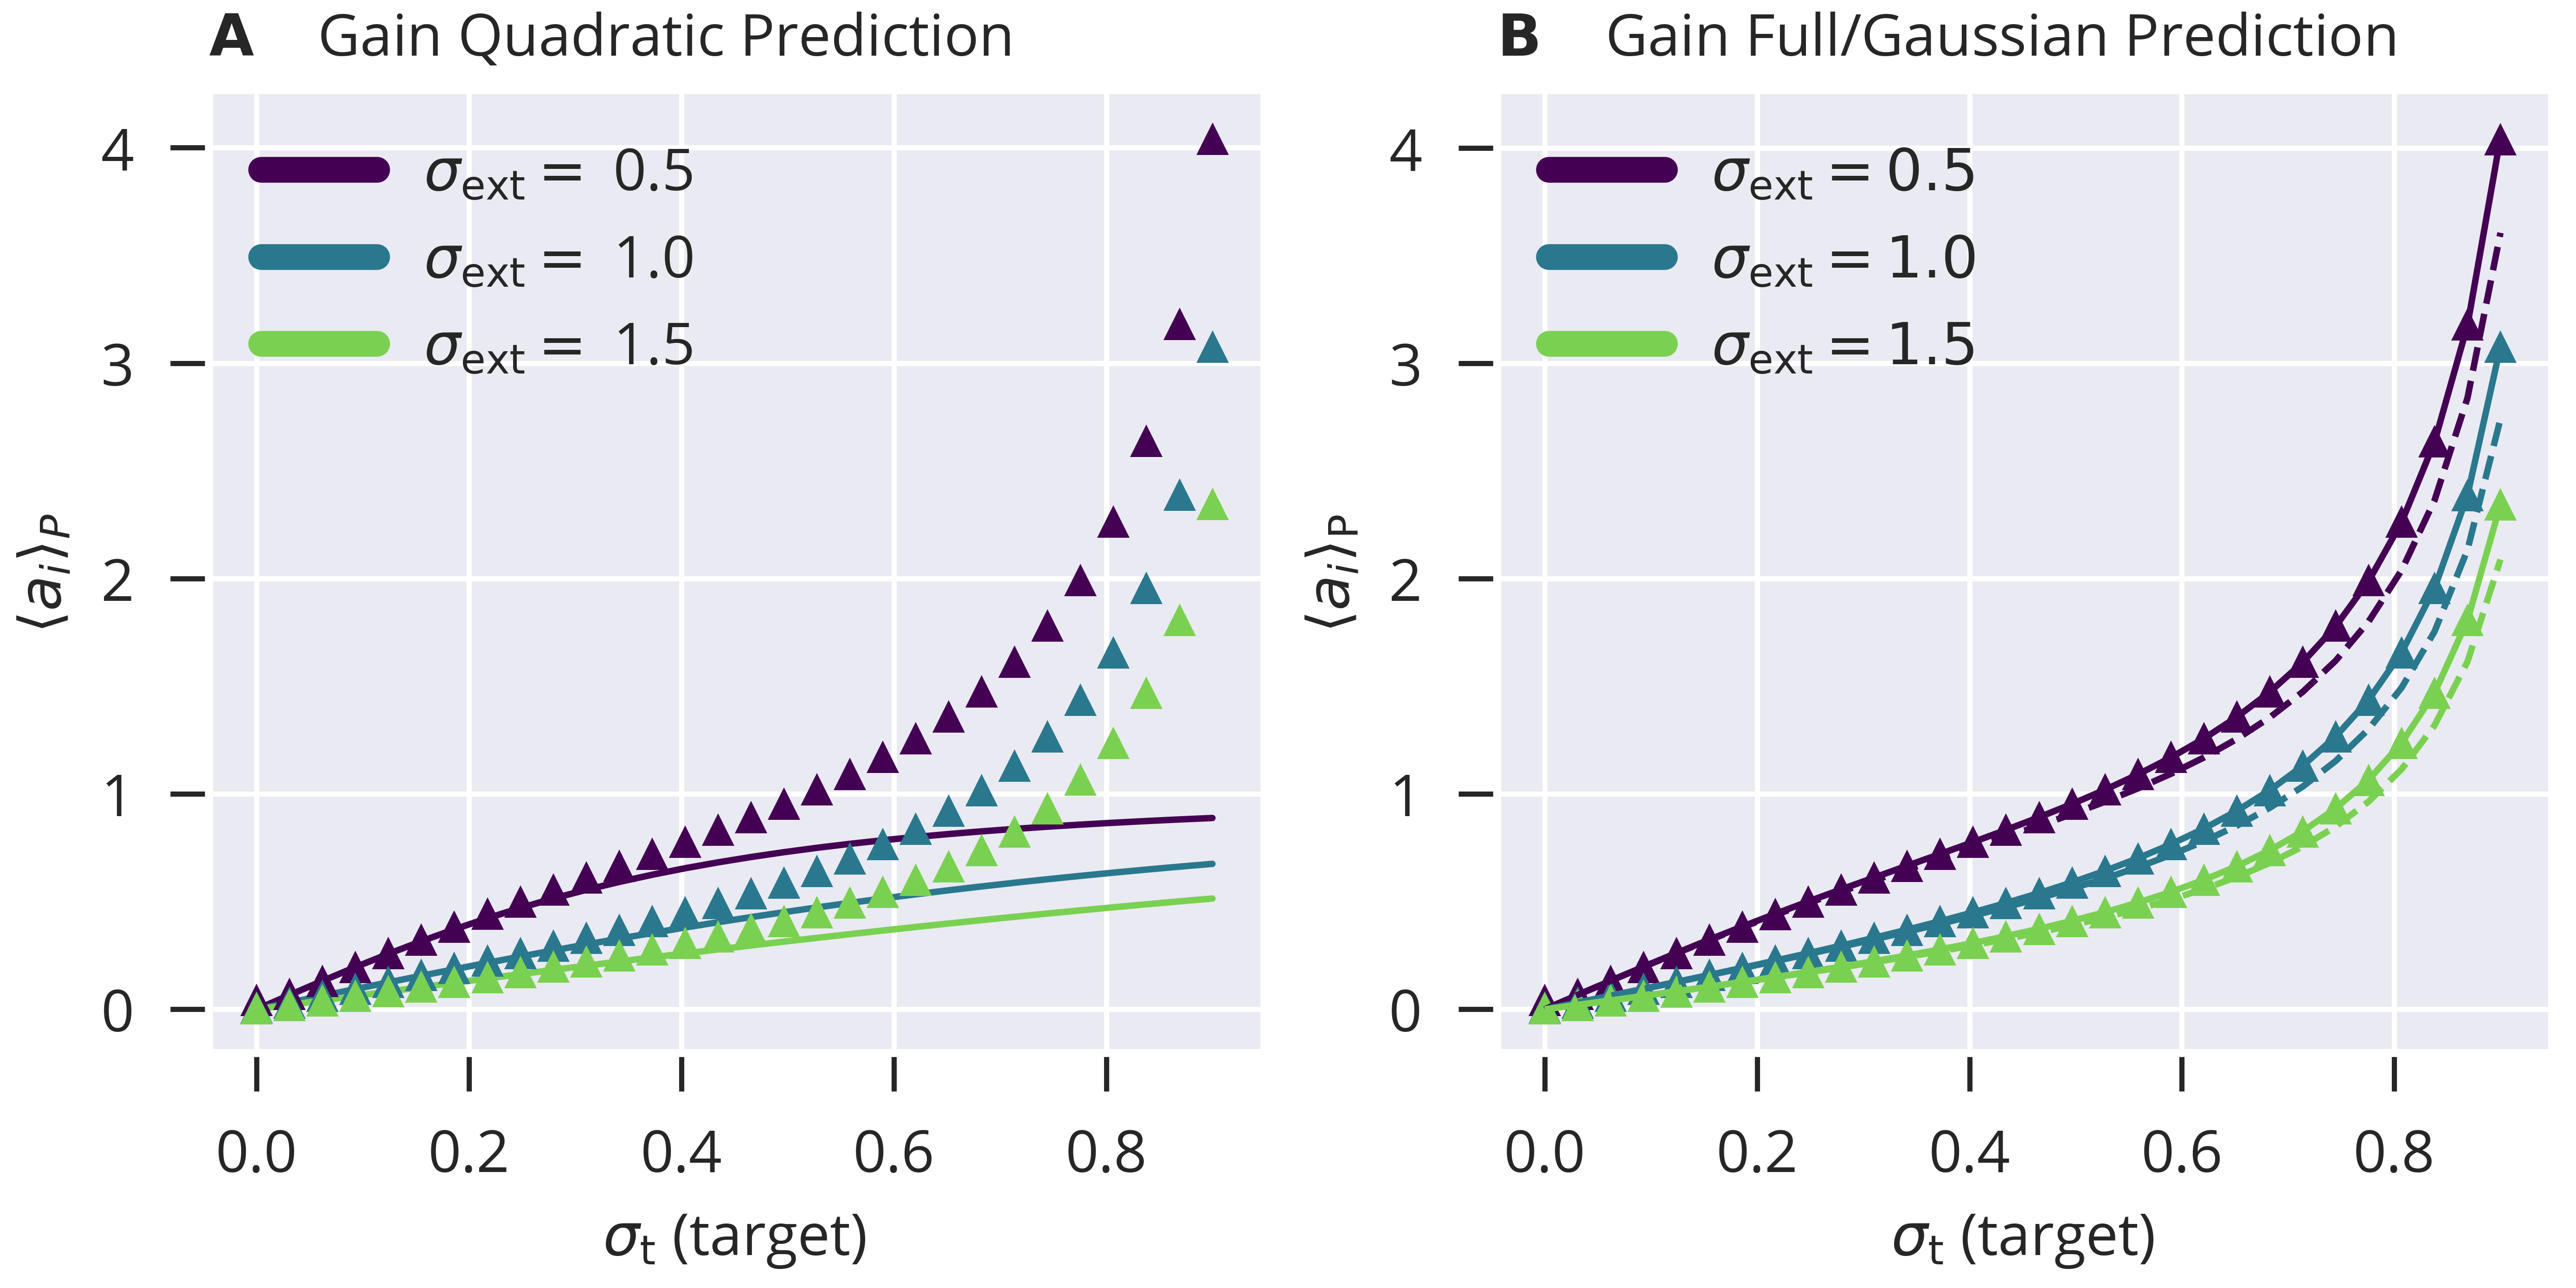 A Gain Quadratic Prediction
4
3
2
1
0
σext = 0.5
σext = 1.0
σext = 1.5
⟨ai⟩P
0.0 0.2 0.4 0.6 0.8
σt (target)
B Gain Full/Gaussian Prediction
4
3
2
1
0
σext = 0.5
σext = 1.0
σext = 1.5
⟨ai⟩P
0.0 0.2 0.4 0.6 0.8
σt (target)